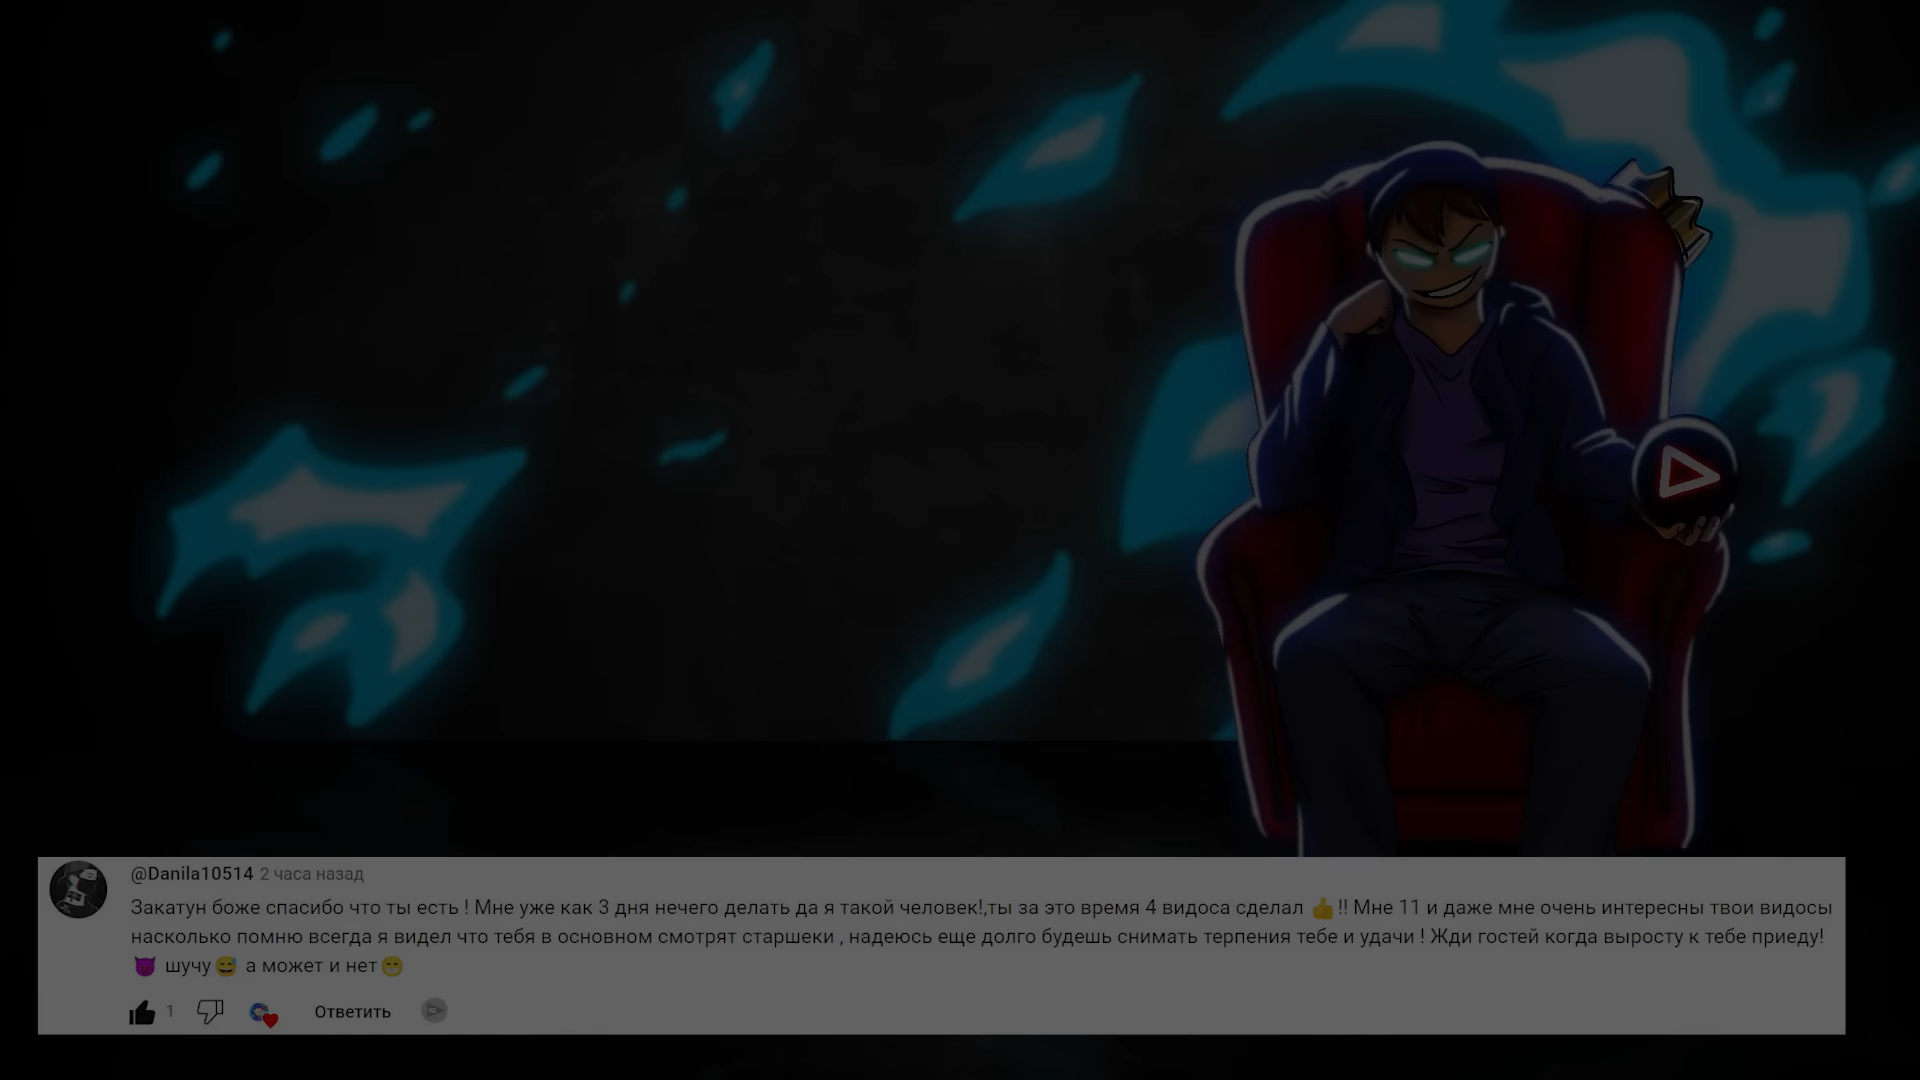 @Danila10514 2 часа назад
Закатун боже спасибо что ты есть ! Мне уже как 3 дня нечего делать да я такой человек!,ты за это время 4 видоса сделал 👍!! Мне 11 и даже мне очень интересны твои видосы
насколько помню всегда я видел что тебя в основном смотрят старшеки , надеюсь еще долго будешь снимать терпения тебе и удачи ! Жди гостей когда выросту к тебе приеду!
😈 шучу😅 а может и нет😁
1 Ответить